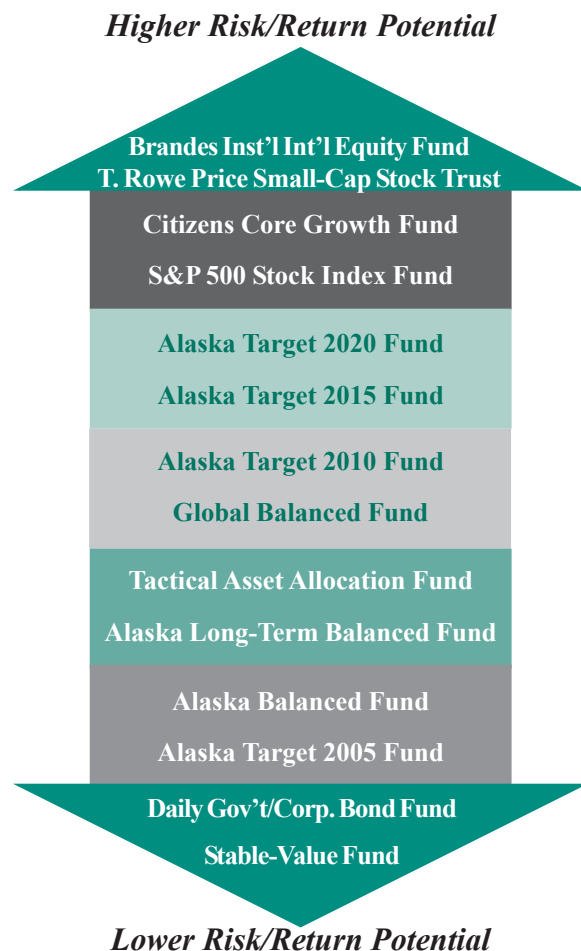 Higher Risk/Return Potential
Brandes Inst’l Int’l Equity Fund
T. Rowe Price Small-Cap Stock Trust
Citizens Core Growth Fund
S&P 500 Stock Index Fund
Alaska Target 2020 Fund
Alaska Target 2015 Fund
Alaska Target 2010 Fund
Global Balanced Fund
Tactical Asset Allocation Fund
Alaska Long-Term Balanced Fund
Alaska Balanced Fund
Alaska Target 2005 Fund
Daily Gov’t/Corp. Bond Fund
Stable-Value Fund
Lower Risk/Return Potential